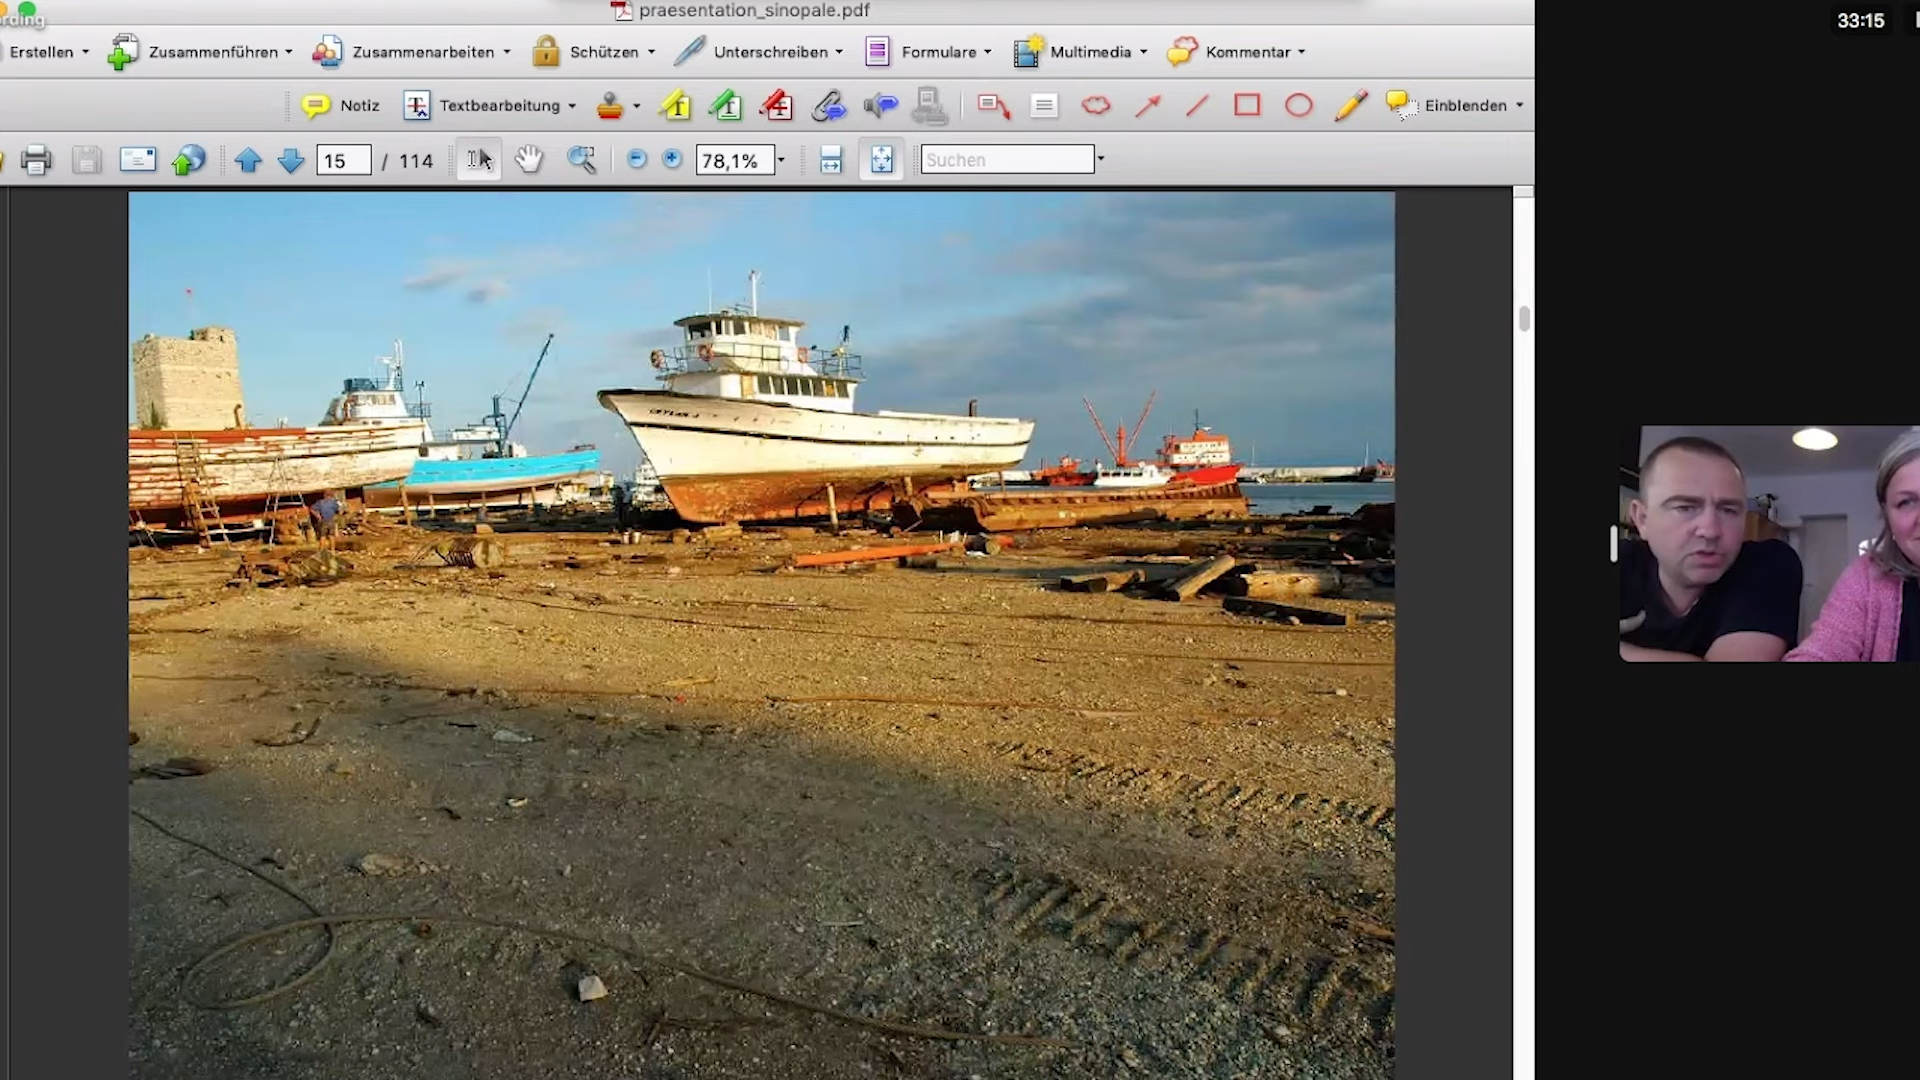 rding
praesentation_sinopale.pdf
33:15
Erstellen Zusammenführen Zusammenarbeiten Schützen Unterschreiben Formulare Multimedia Kommentar
Notiz Textbearbeitung Einblenden
15 / 114 78,1% Suchen